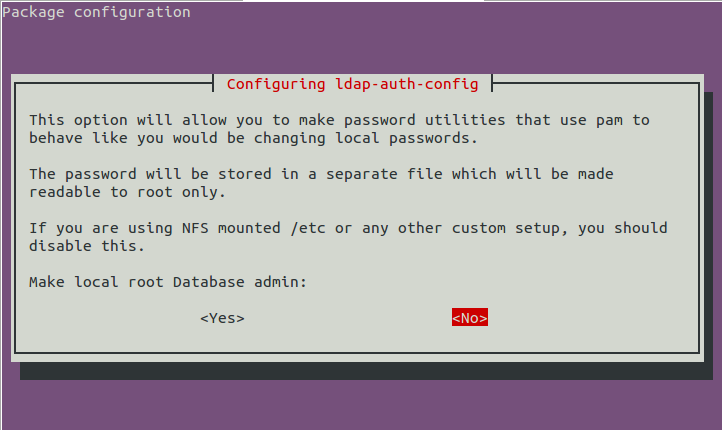 Package configuration
Configuring ldap-auth-config
This option will allow you to make password utilities that use pam to
behave like you would be changing local passwords.
The password will be stored in a separate file which will be made
readable to root only.
If you are using NFS mounted /etc or any other custom setup, you should
disable this.
Make local root Database admin:
<Yes> <No>